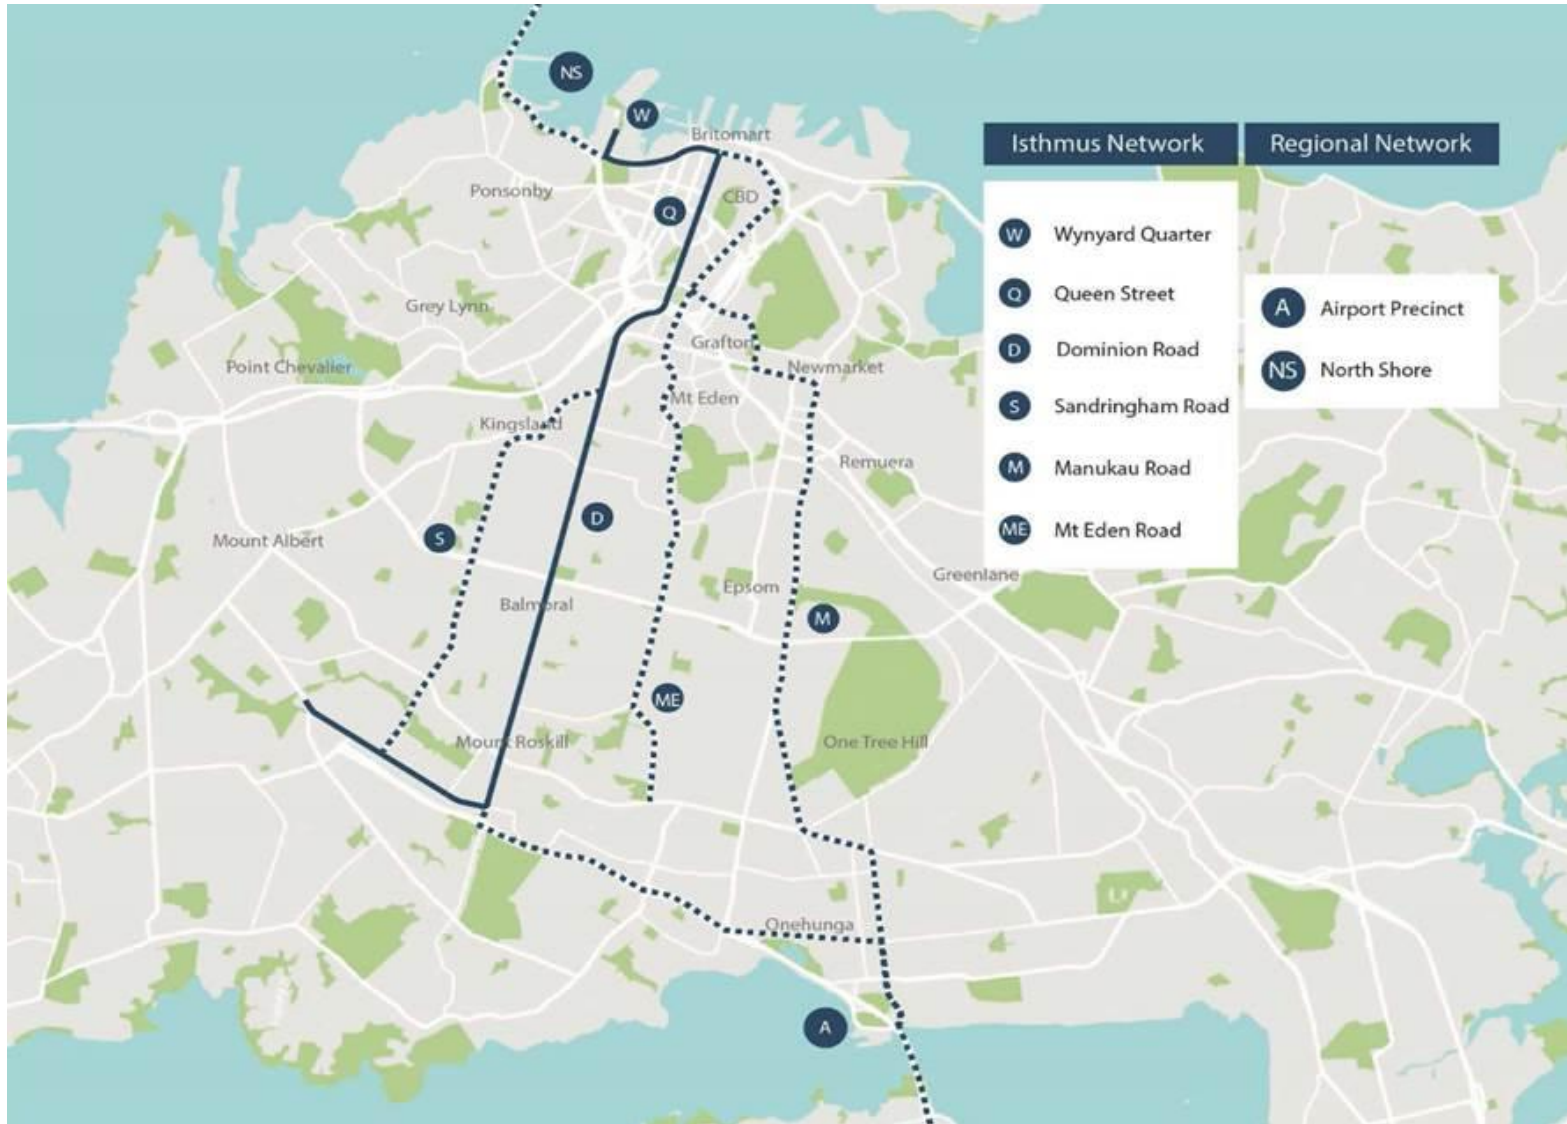 NS
W
Britomart
Isthmus Network
Regional Network
Ponsonby
CBD
Q
W Wynyard Quarter
Q Queen Street
Grey Lynn
A Airport Precinct
Grafton
D Dominion Road
Point Chevalier
Newmarket
NS North Shore
Mt Eden
S Sandringham Road
Kingsland
Remuera
M Manukau Road
D
ME Mt Eden Road
Mount Albert
S
Greenlane
Epsom
Balmoral
M
ME
Mount Roskill
One Tree Hill
Onehunga
A